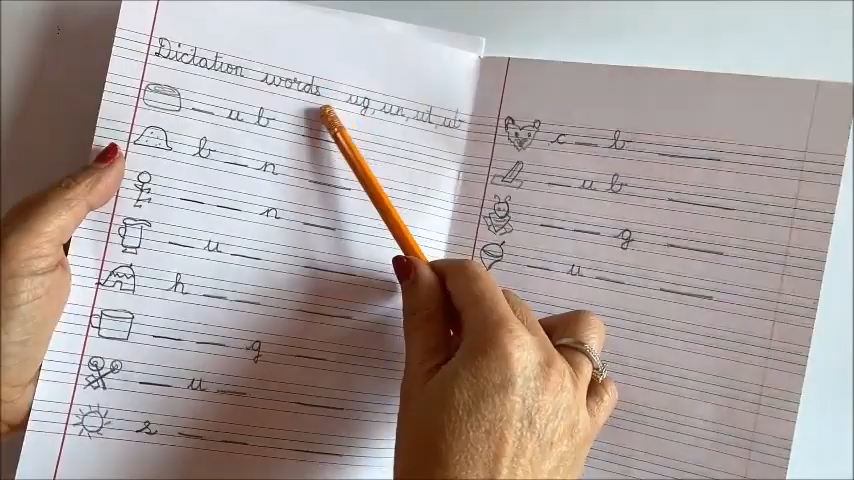 Dictation words ug, un, ut, ub
_ u b
b _ n
_ _ n _
_ u _
h _ _
_ _ g
_ u _ _
s _ _ _
c _ b _
_ u b _
_ _ g _
_ u _ _